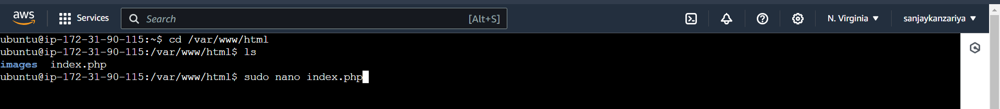 aws Services Search [Alt+S] N. Virginia sanjaykanzariya
ubuntu@ip-172-31-90-115:~$ cd /var/www/html
ubuntu@ip-172-31-90-115:/var/www/html$ ls
images  index.php
ubuntu@ip-172-31-90-115:/var/www/html$ sudo nano index.php